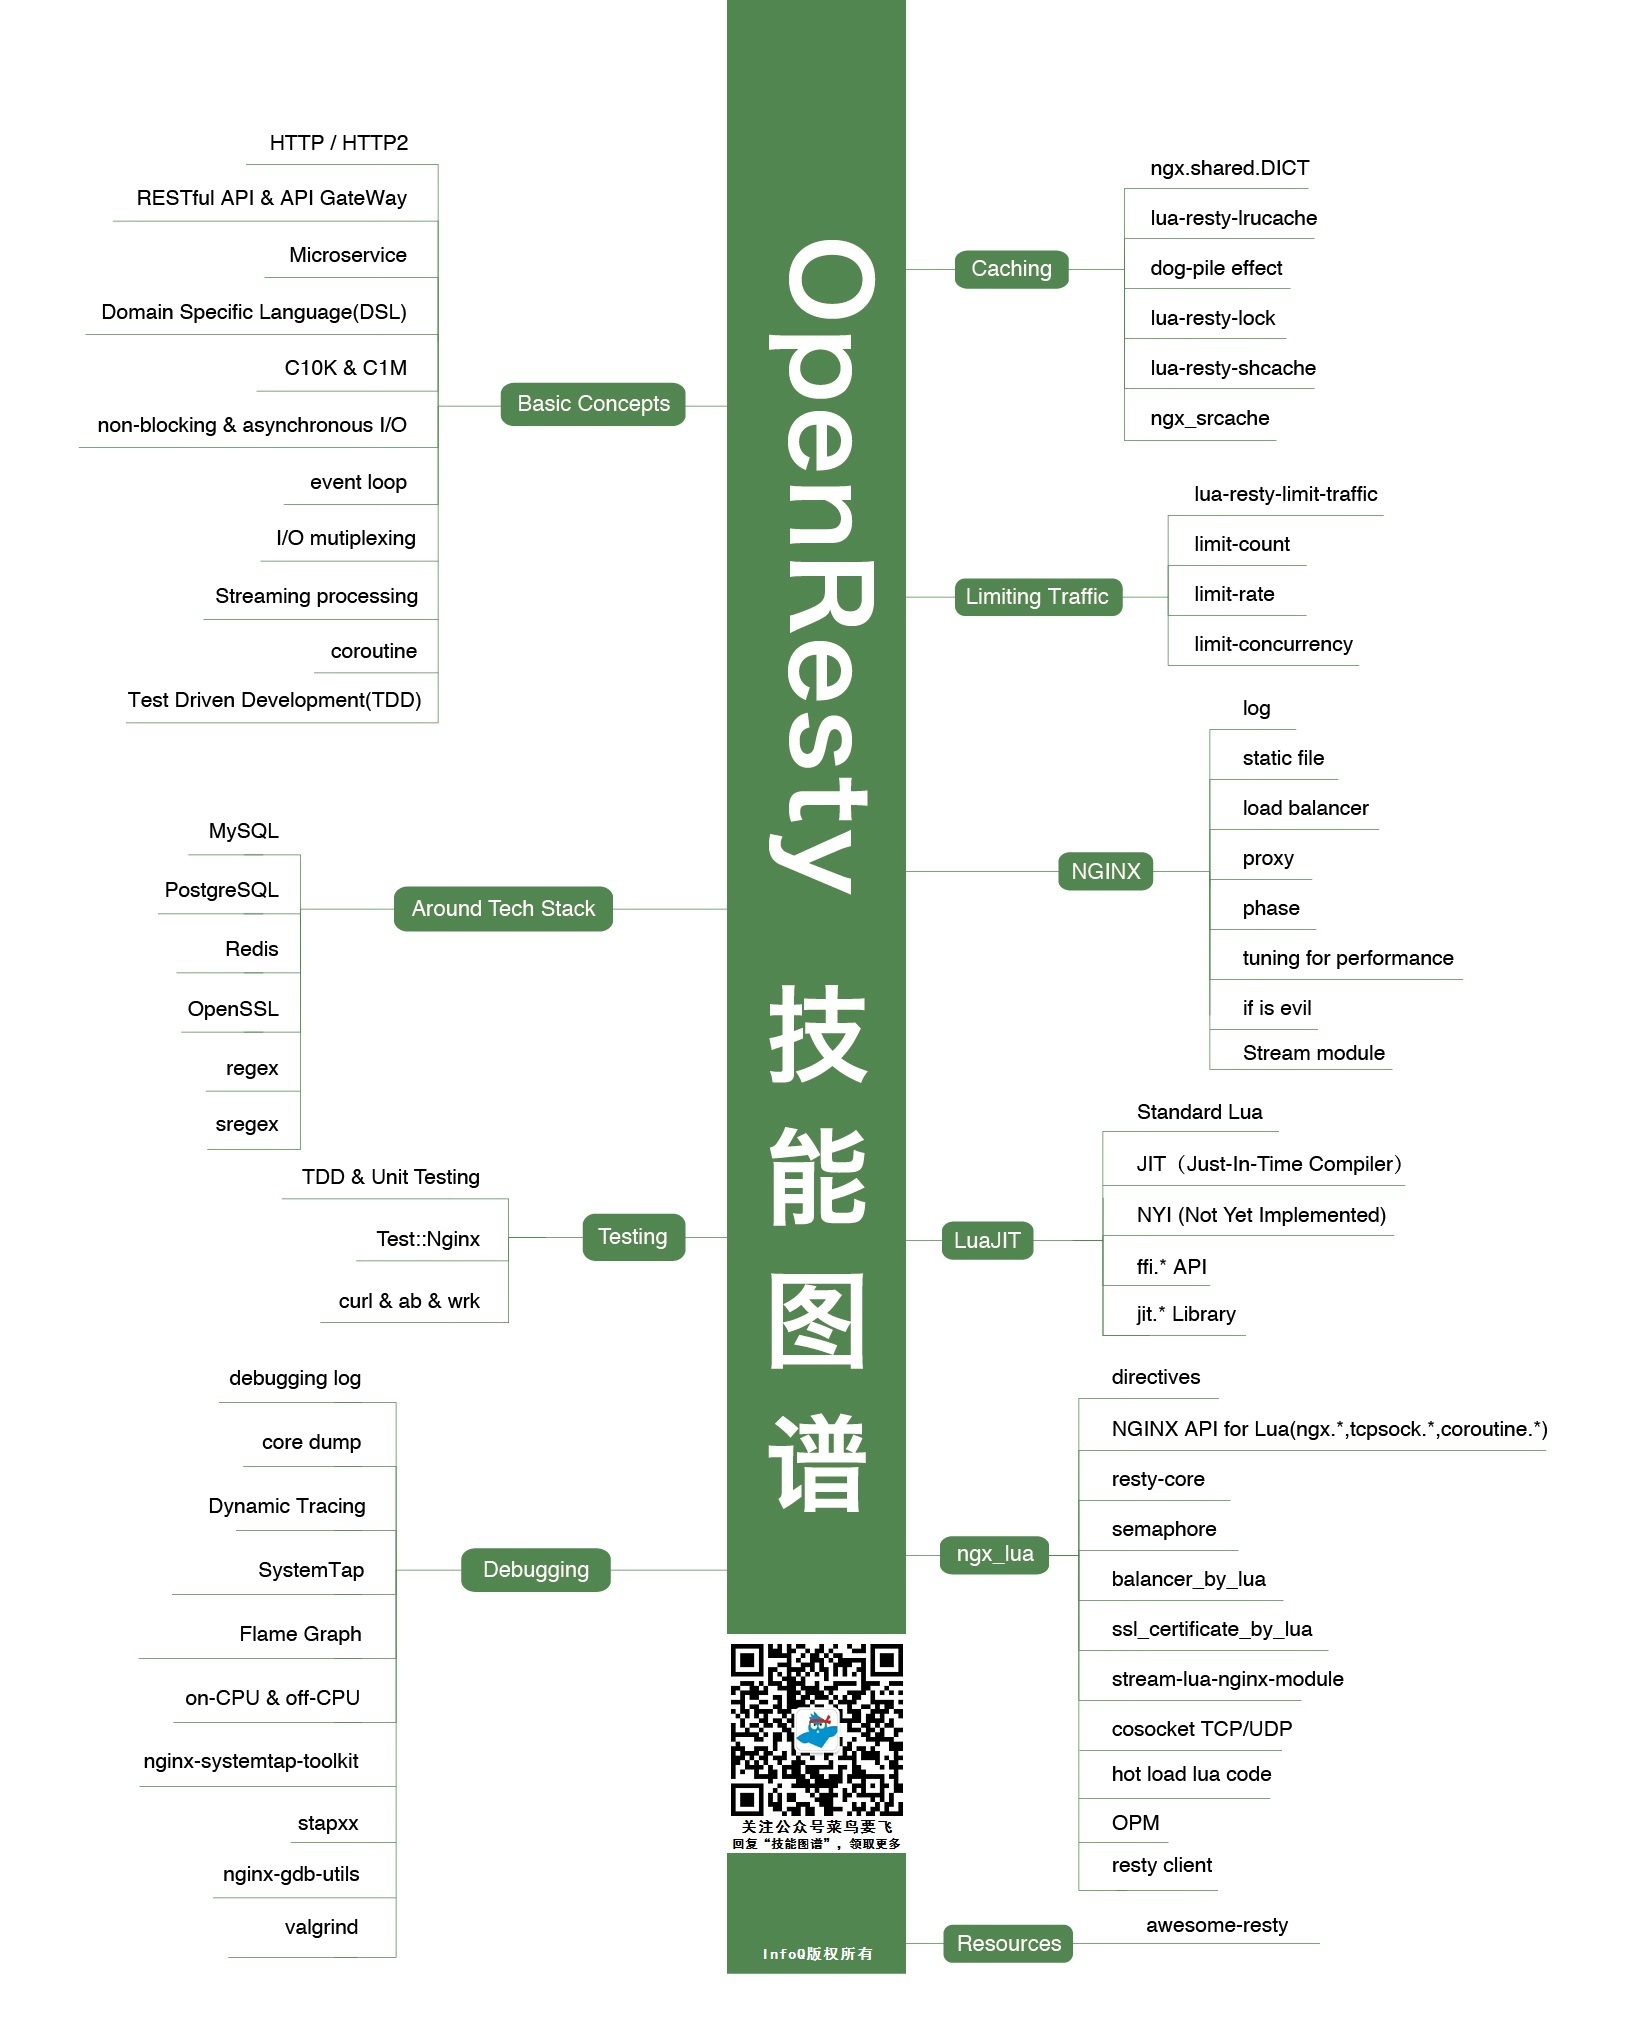 OpenResty 技能图谱
Basic Concepts
HTTP / HTTP2
RESTful API & API GateWay
Microservice
Domain Specific Language(DSL)
C10K & C1M
non-blocking & asynchronous I/O
event loop
I/O mutiplexing
Streaming processing
coroutine
Test Driven Development(TDD)
Around Tech Stack
MySQL
PostgreSQL
Redis
OpenSSL
regex
sregex
Testing
TDD & Unit Testing
Test::Nginx
curl & ab & wrk
Debugging
debugging log
core dump
Dynamic Tracing
SystemTap
Flame Graph
on-CPU & off-CPU
nginx-systemtap-toolkit
stapxx
nginx-gdb-utils
valgrind
Caching
ngx.shared.DICT
lua-resty-lrucache
dog-pile effect
lua-resty-lock
lua-resty-shcache
ngx_srcache
Limiting Traffic
lua-resty-limit-traffic
limit-count
limit-rate
limit-concurrency
NGINX
log
static file
load balancer
proxy
phase
tuning for performance
if is evil
Stream module
LuaJIT
Standard Lua
JIT（Just-In-Time Compiler）
NYI (Not Yet Implemented)
ffi.* API
jit.* Library
ngx_lua
directives
NGINX API for Lua(ngx.*,tcpsock.*,coroutine.*)
resty-core
semaphore
balancer_by_lua
ssl_certificate_by_lua
stream-lua-nginx-module
cosocket TCP/UDP
hot load lua code
OPM
resty client
Resources
awesome-resty
关注公众号菜鸟要飞
回复“技能图谱”，领取更多
InfoQ版权所有